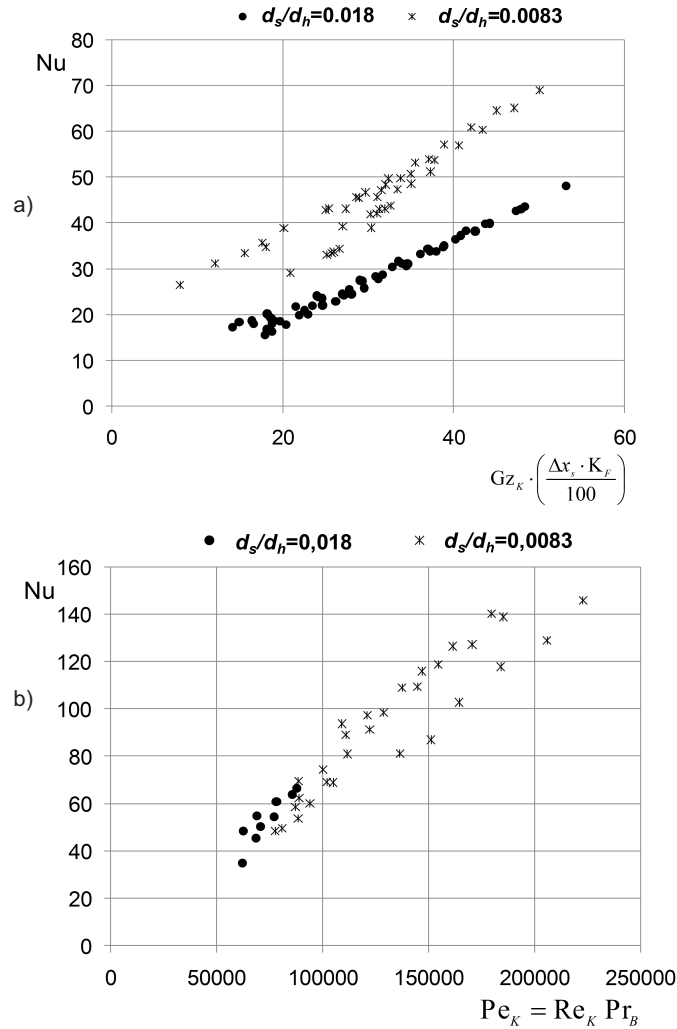 ● d_s/d_h=0.018 ✳ d_s/d_h=0.0083
Nu
70
60
50
40
30
20
10
0
0 20 40 60
a)
Gz_K · (Δx_s · K_F / 100)
● d_s/d_h=0,018 ✳ d_s/d_h=0,0083
Nu
160
140
120
100
80
60
40
20
0
0 50000 100000 150000 200000 250000
b)
Pe_K = Re_K Pr_B